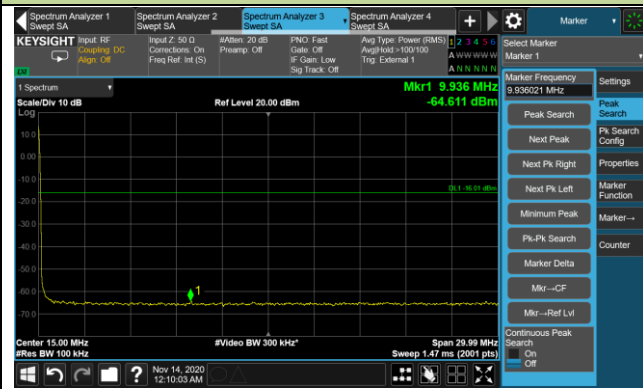 Spectrum Analyzer 1
Swept SA
Spectrum Analyzer 2
Swept SA
Spectrum Analyzer 3
Swept SA
Spectrum Analyzer 4
Swept SA
Marker
KEYSIGHT
Input: RF
Coupling: DC
Align: Off
Input Z: 50 Ω
Corrections: On
Freq Ref: Int (S)
#Atten: 20 dB
Preamp: Off
PNO: Fast
Gate: Off
IF Gain: Low
Sig Track: Off
Avg Type: Power (RMS)
Avg|Hold:>100/100
Trig: External 1
1 2 3 4 5 6
A W W W W W
A N N N N N
Select Marker
Marker 1
1 Spectrum
Scale/Div 10 dB
Log
Ref Level 20.00 dBm
Mkr1 9.936 MHz
-64.611 dBm
10.0
0.00
-10.0
-20.0
-30.0
-40.0
-50.0
-60.0
-70.0
DL1 -16.01 dBm
1
Center 15.00 MHz
#Res BW 100 kHz
#Video BW 300 kHz*
Span 29.99 MHz
Sweep 1.47 ms (2001 pts)
Marker Frequency
9.936021 MHz
Peak Search
Next Peak
Next Pk Right
Next Pk Left
Minimum Peak
Pk-Pk Search
Marker Delta
Mkr→CF
Mkr→Ref Lvl
Continuous Peak
Search
On
Off
Settings
Peak
Search
Pk Search
Config
Properties
Marker
Function
Marker→
Counter
?
Nov 14, 2020
12:10:03 AM